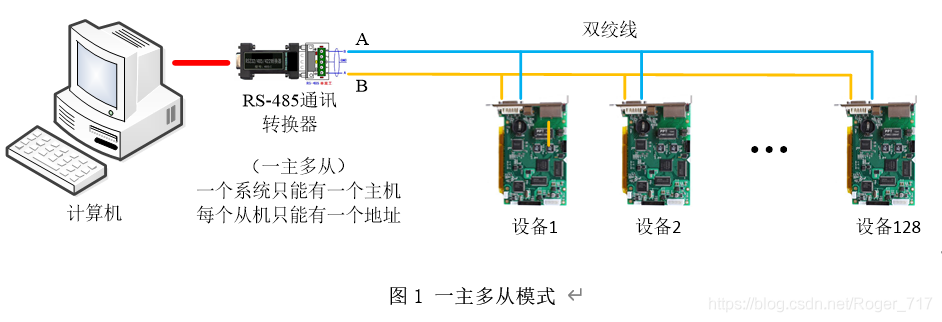 双绞线
A
B
RS-485通讯
转换器
（一主多从）
一个系统只能有一个主机
每个从机只能有一个地址
计算机
设备1
设备2
设备128
图 1 一主多从模式
https://blog.csdn.net/Roger_717